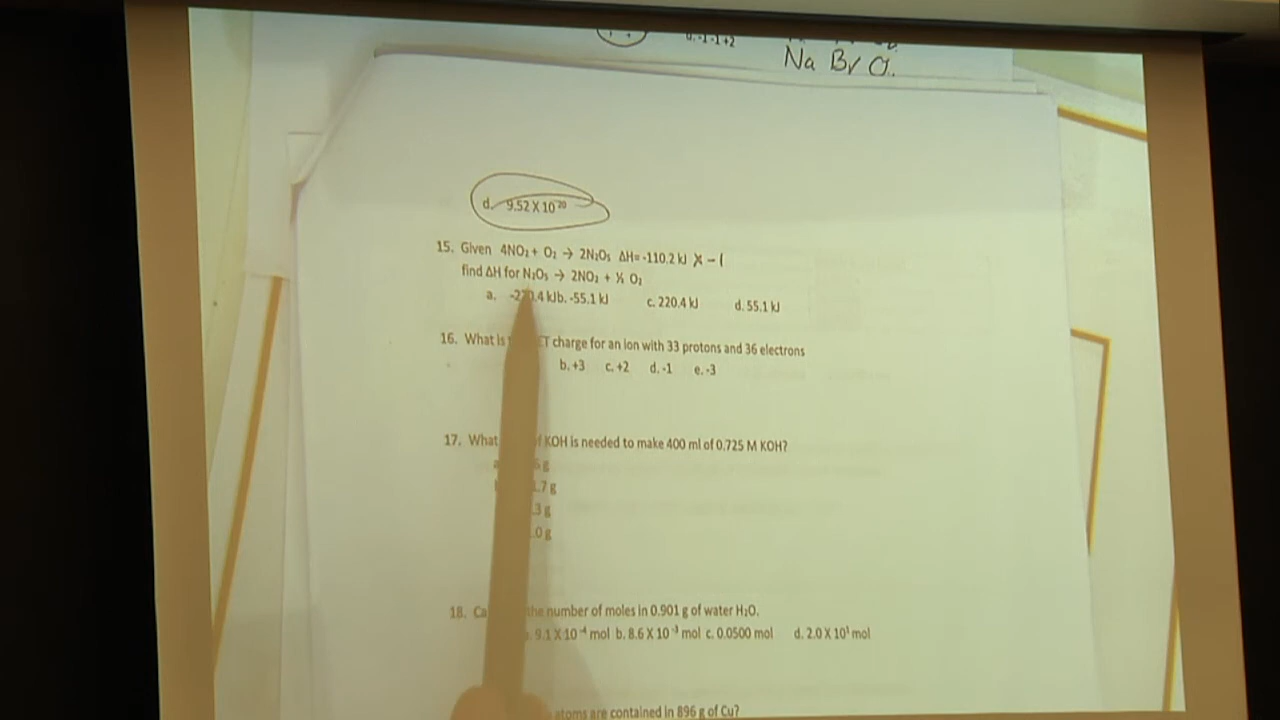 Na Br O.
d. 9.52 X 10²⁰
15. Given 4NO₂ + O₂ → 2N₂O₅ ΔH= -110.2 kJ X -1
find ΔH for N₂O₅ → 2NO₂ + ½ O₂
a. -220.4 kJ b. -55.1 kJ c. 220.4 kJ d. 55.1 kJ
16. What is charge for an ion with 33 protons and 36 electrons
b. +3 c. +2 d. -1 e. -3
17. What KOH is needed to make 400 ml of 0.725 M KOH?
g
.7 g
.3 g
.0 g
18. the number of moles in 0.901 g of water H₂O.
9.1 X 10⁻⁴ mol b. 8.6 X 10⁻³ mol c. 0.0500 mol d. 2.0 X 10¹ mol
atoms are contained in 896 g of Cu?